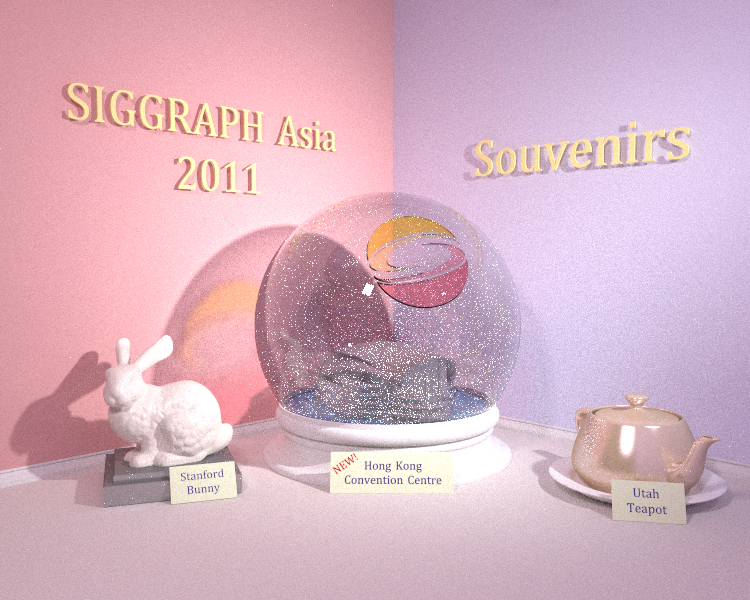 SIGGRAPH Asia
2011
Souvenirs
Stanford
Bunny
NEW!
Hong Kong
Convention Centre
Utah
Teapot